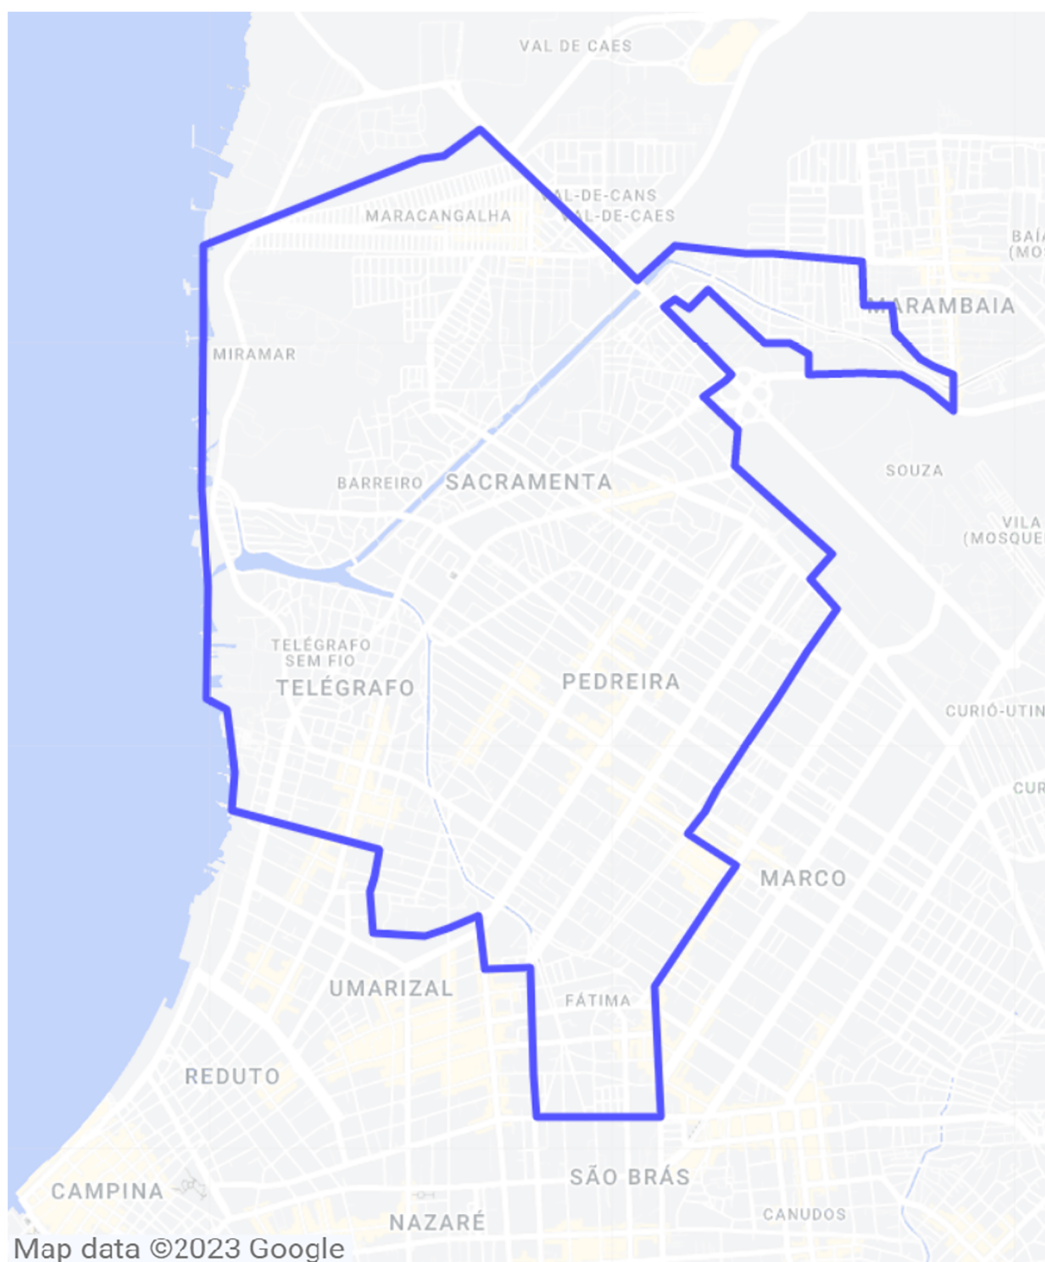 VAL DE CAES
VAL-DE-CANS
VAL-DE-CAES
MARACANGALHA
BAÍA
(MO
MARAMBAIA
MIRAMAR
SOUZA
BARREIRO
SACRAMENTA
VILA
(MOSQUE
TELÉGRAFO
SEM FIO
TELÉGRAFO
PEDREIRA
CURIÓ-UTIN
CUR
MARCO
UMARIZAL
FÁTIMA
REDUTO
SÃO BRÁS
CAMPINA
CANUDOS
NAZARÉ
Map data ©2023 Google